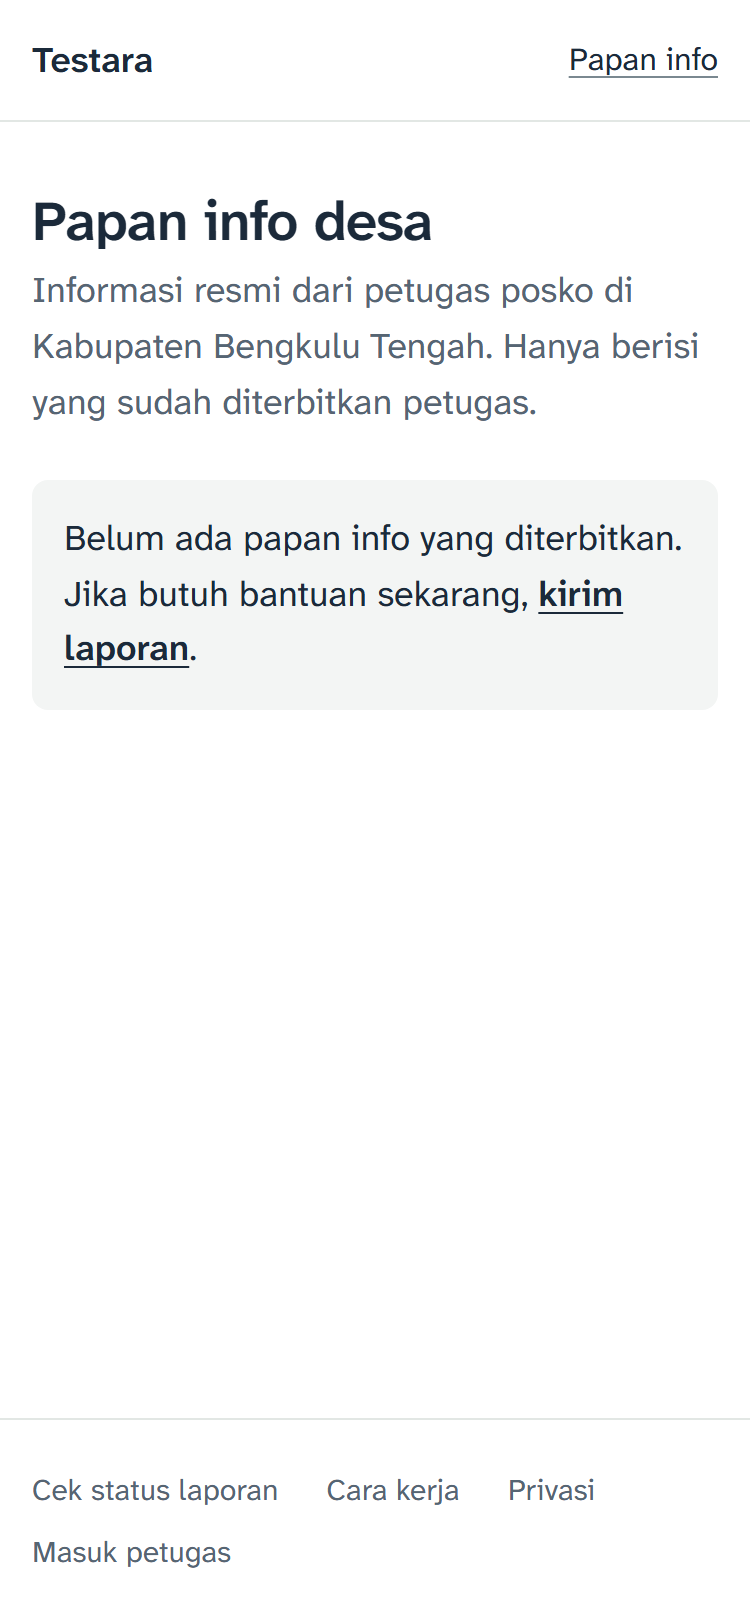 Testara
Papan info
Papan info desa
Informasi resmi dari petugas posko di
Kabupaten Bengkulu Tengah. Hanya berisi
yang sudah diterbitkan petugas.
Belum ada papan info yang diterbitkan.
Jika butuh bantuan sekarang, kirim
laporan.
Cek status laporan
Cara kerja
Privasi
Masuk petugas